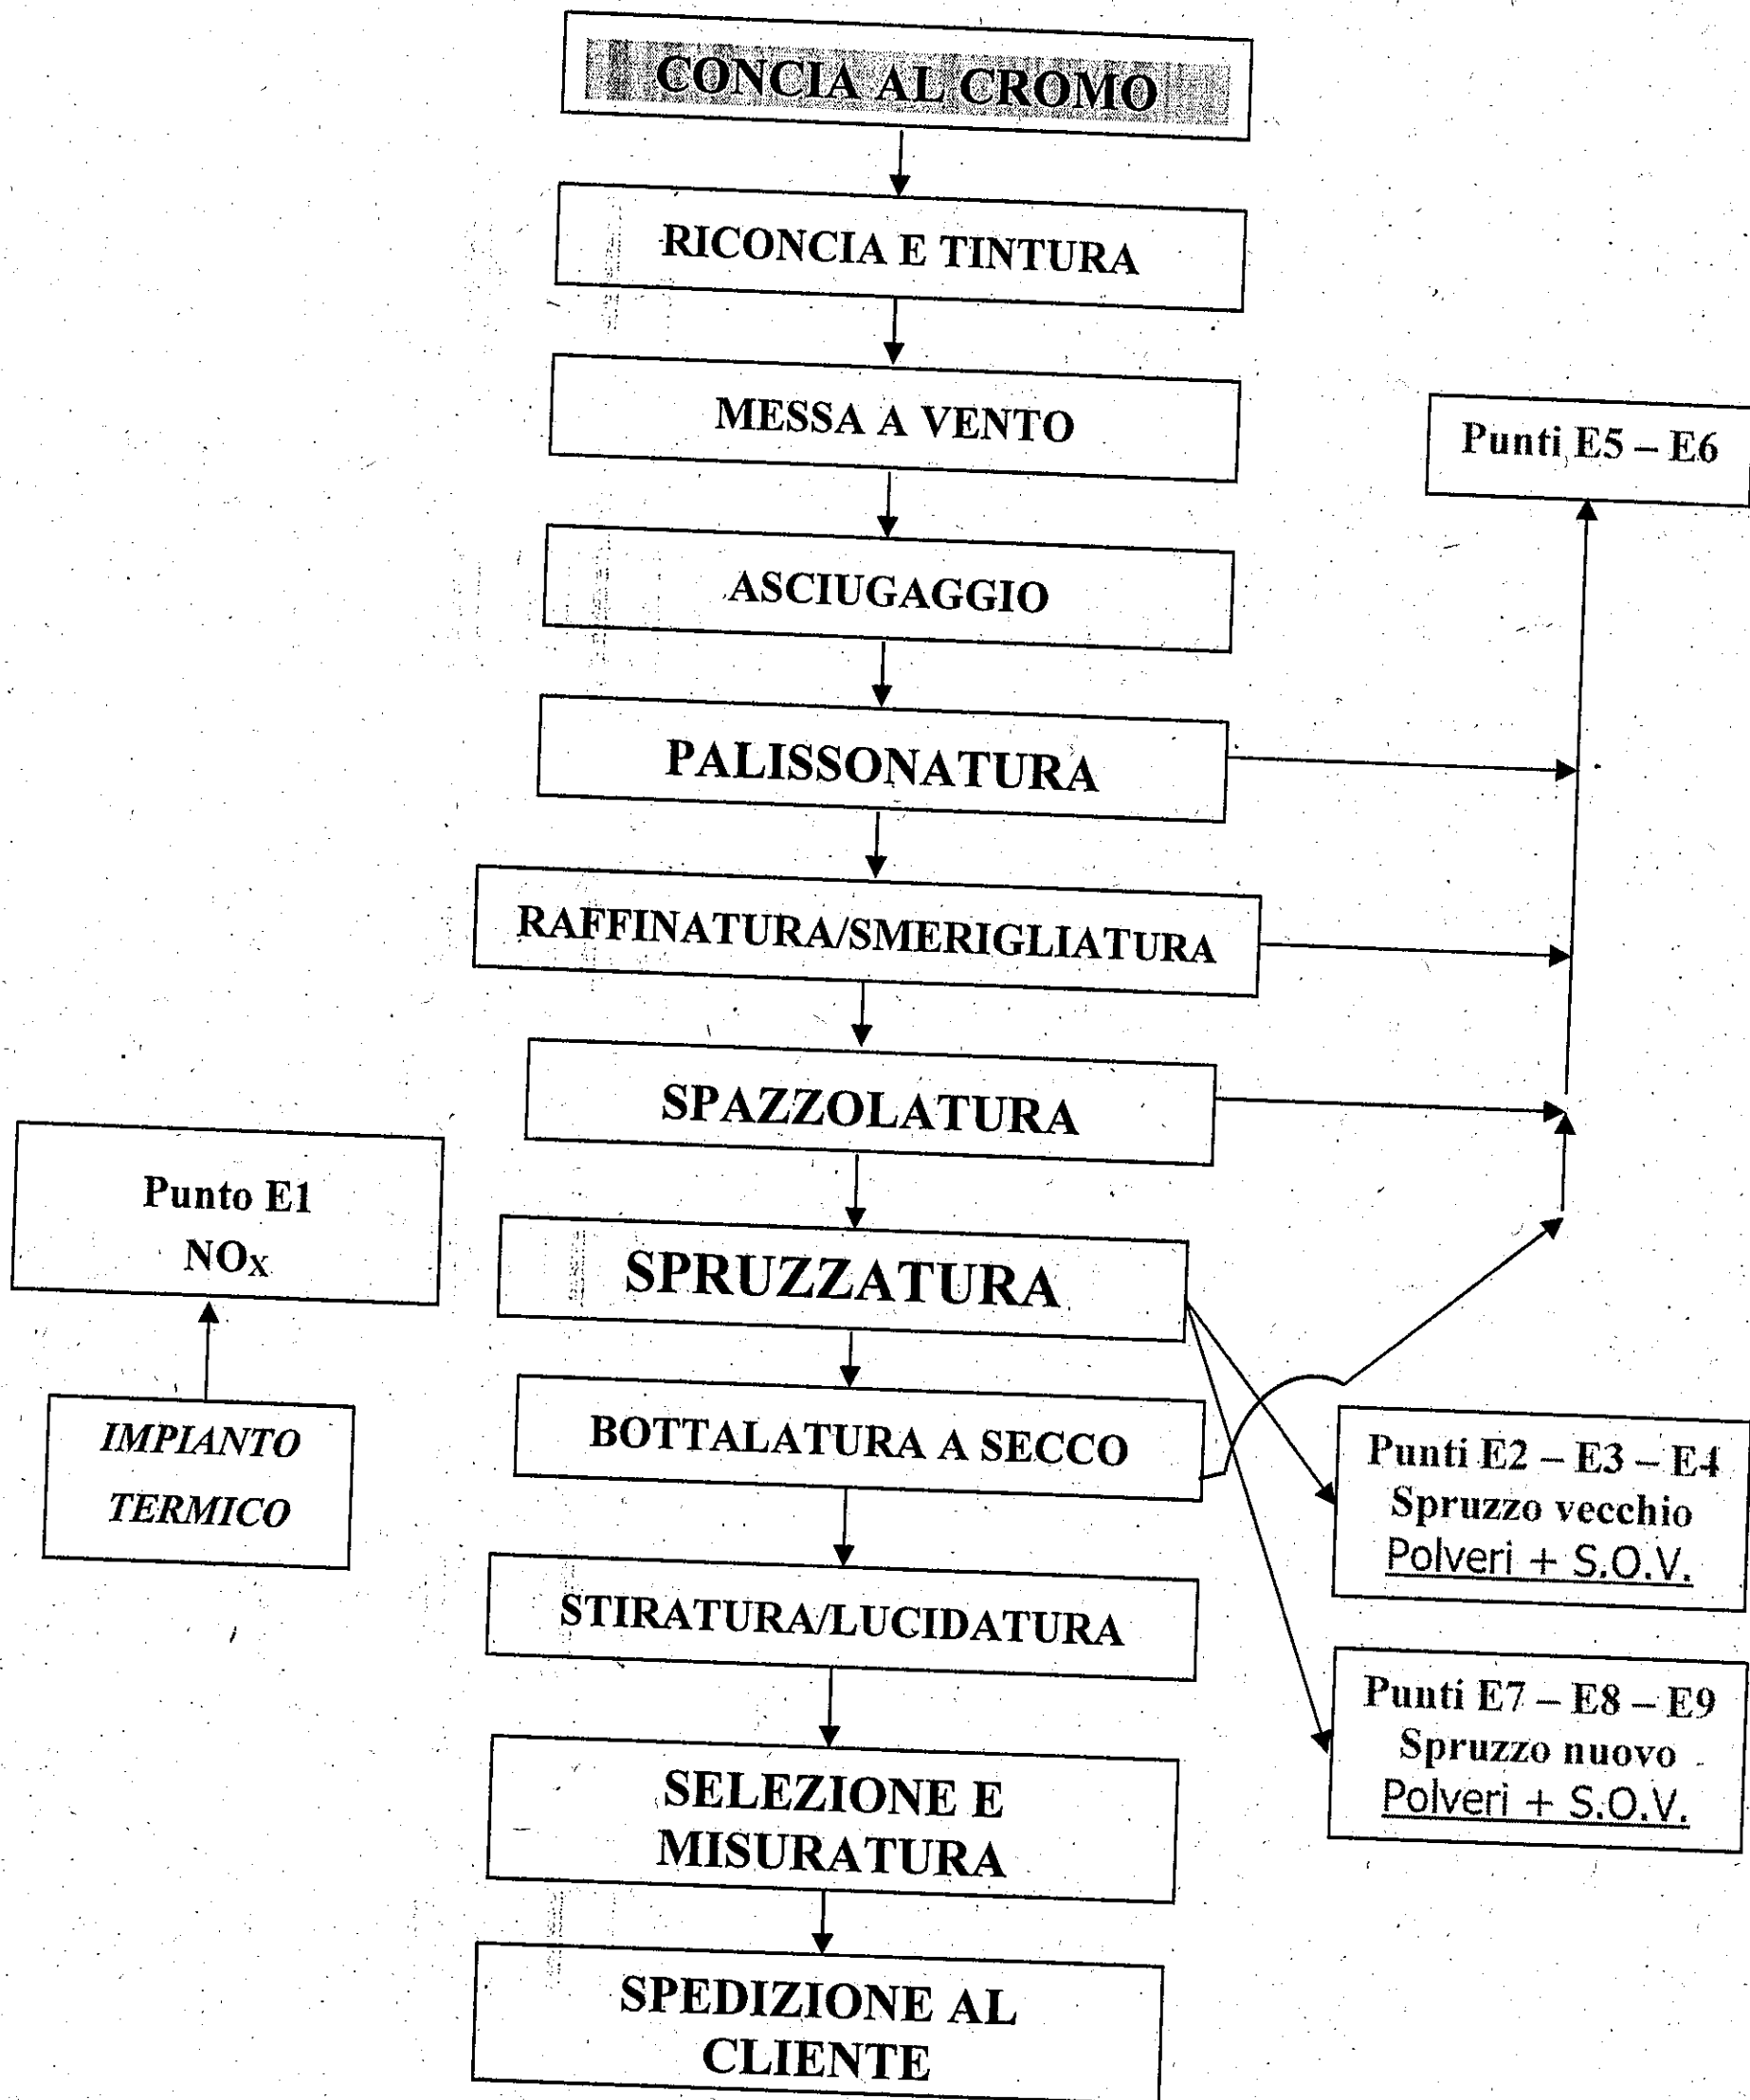 CONCIA AL CROMO
RICONCIA E TINTURA
MESSA A VENTO
Punti E5 – E6
ASCIUGAGGIO
PALISSONATURA
RAFFINATURA/SMERIGLIATURA
SPAZZOLATURA
Punto E1
NOX
SPRUZZATURA
IMPIANTO
TERMICO
BOTTALATURA A SECCO
Punti E2 – E3 – E4
Spruzzo vecchio
Polveri + S.O.V.
STIRATURA/LUCIDATURA
Punti E7 – E8 – E9
Spruzzo nuovo
Polveri + S.O.V.
SELEZIONE E
MISURATURA
SPEDIZIONE AL
CLIENTE